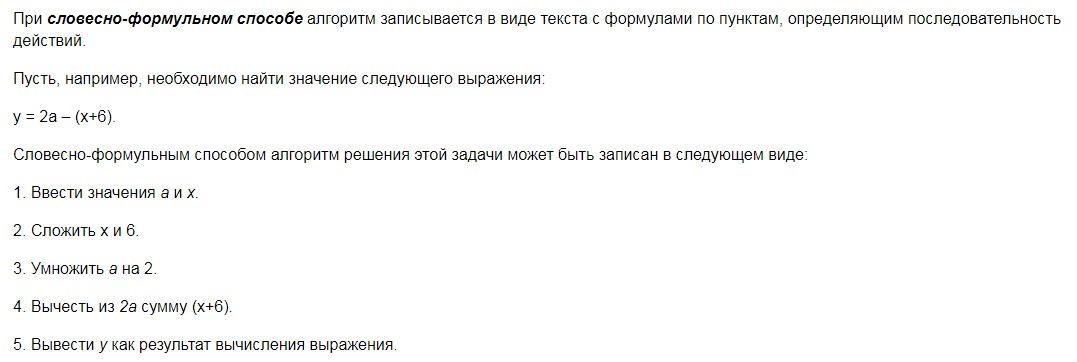 При словесно-формульном способе алгоритм записывается в виде текста с формулами по пунктам, определяющим последовательность
действий.
Пусть, например, необходимо найти значение следующего выражения:
y = 2a – (x+6).
Словесно-формульным способом алгоритм решения этой задачи может быть записан в следующем виде:
1. Ввести значения a и x.
2. Сложить x и 6.
3. Умножить a на 2.
4. Вычесть из 2a сумму (x+6).
5. Вывести y как результат вычисления выражения.